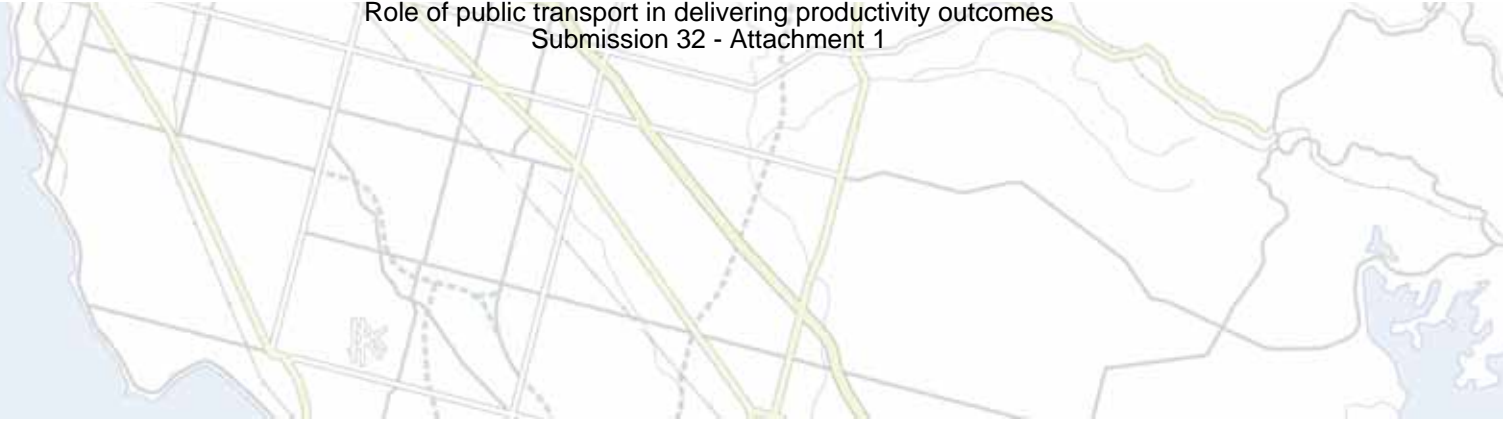 Role of public transport in delivering productivity outcomes
Submission 32 - Attachment 1